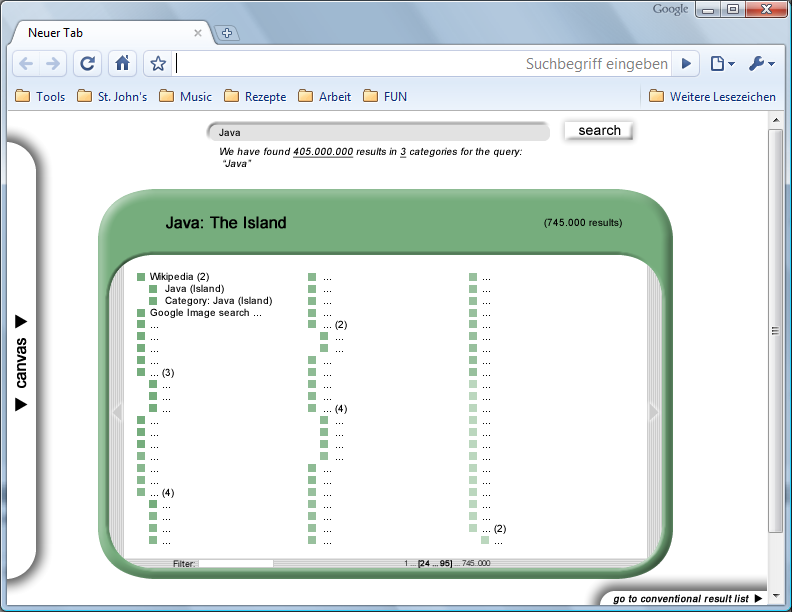 Google
Neuer Tab
Suchbegriff eingeben
Tools St. John's Music Rezepte Arbeit FUN Weitere Lesezeichen
Java search
We have found 405.000.000 results in 3 categories for the query:
"Java"
Java: The Island (745.000 results)
Wikipedia (2) ... ...
Java (Island) ... ...
Category: Java (Island) ... ...
Google Image search ... ... ...
... ... (2) ...
... ... ...
... ... ...
... ... ...
... (3) ... ...
... ... ...
... ... ...
... ... (4) ...
... ... ...
... ... ...
... ... ...
... ... ...
... ... ...
... ... ...
... (4) ... ...
... ... ...
... ... ...
... ... ... (2)
... ... ...
canvas
Filter: 1 ... [24 ... 95] ... 745.000
go to conventional result list